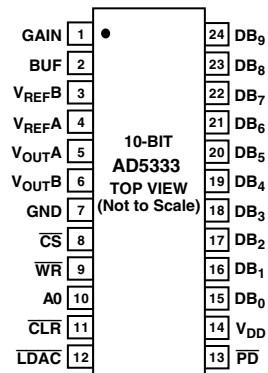 GAIN 1 24 DB9
BUF 2 23 DB8
VREFB 3 22 DB7
VREFA 4 21 DB6
VOUTA 5 20 DB5
VOUTB 6 19 DB4
GND 7 18 DB3
CS 8 17 DB2
WR 9 16 DB1
A0 10 15 DB0
CLR 11 14 VDD
LDAC 12 13 PD
10-BIT
AD5333
TOP VIEW
(Not to Scale)